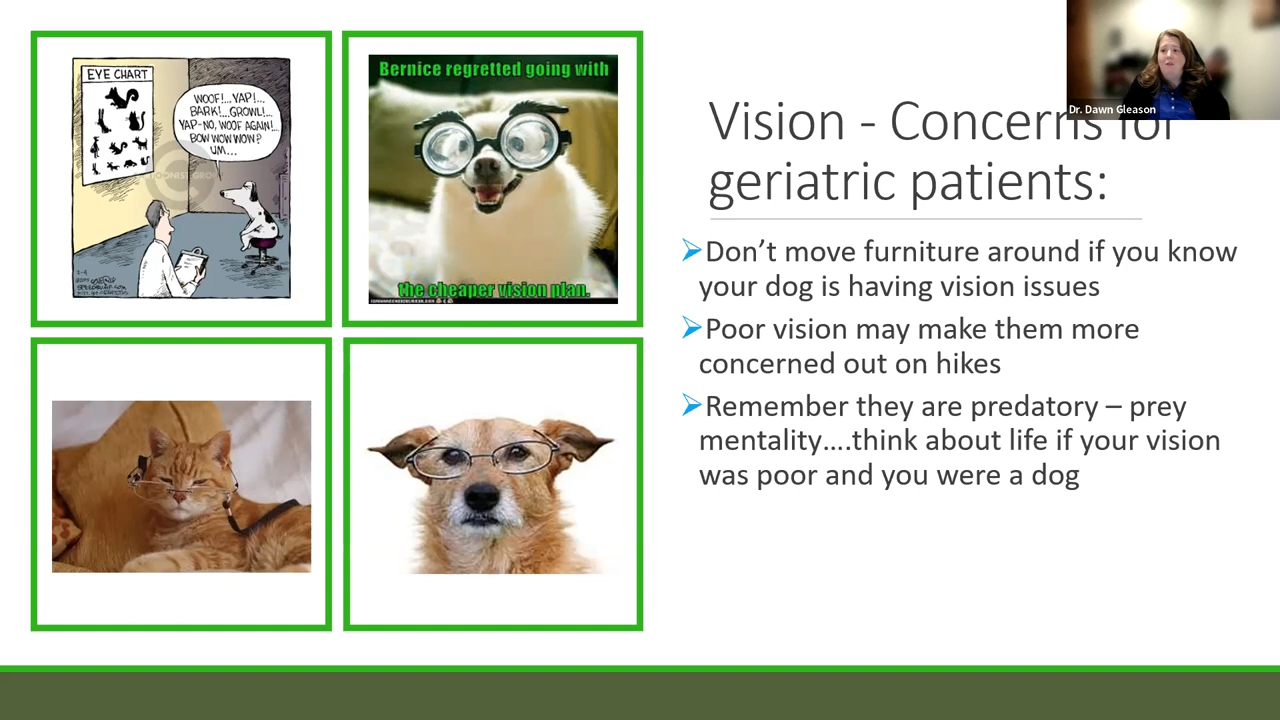 EYE CHART
WOOF!...YAP!...
BARK!...GROWL!...
YAP-NO, WOOF AGAIN!..
BOW WOW WOW?
UM...
Bernice regretted going with
the cheaper vision plan.
Dr. Dawn Gleason
Vision - Concerns for
geriatric patients:
Don’t move furniture around if you know
your dog is having vision issues
Poor vision may make them more
concerned out on hikes
Remember they are predatory – prey
mentality….think about life if your vision
was poor and you were a dog